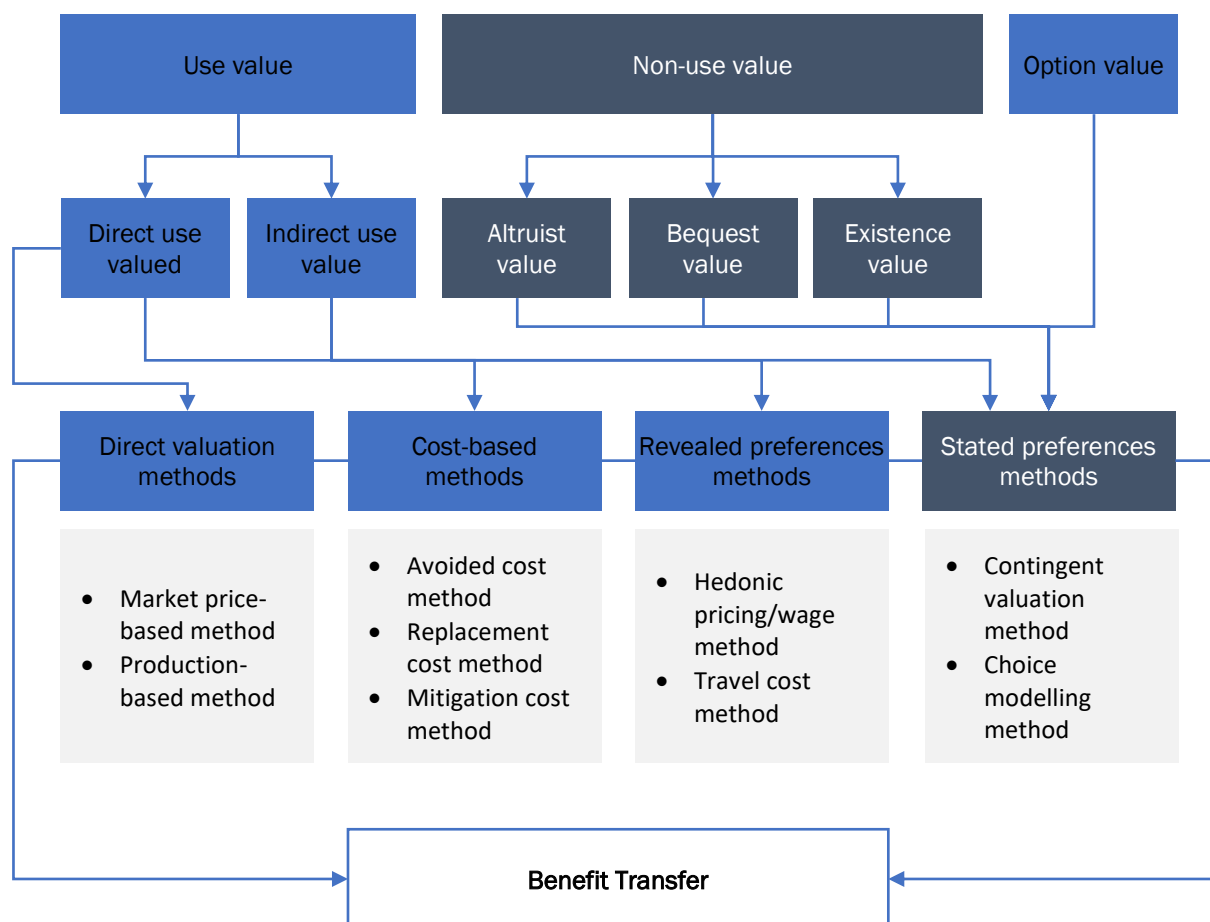 Use value
Non-use value
Option value
Direct use
valued
Indirect use
value
Altruist
value
Bequest
value
Existence
value
Direct valuation
methods
Cost-based
methods
Revealed preferences
methods
Stated preferences
methods
• Market price-
based method
• Production-
based method
• Avoided cost
method
• Replacement
cost method
• Mitigation cost
method
• Hedonic
pricing/wage
method
• Travel cost
method
• Contingent
valuation
method
• Choice
modelling
method
Benefit Transfer